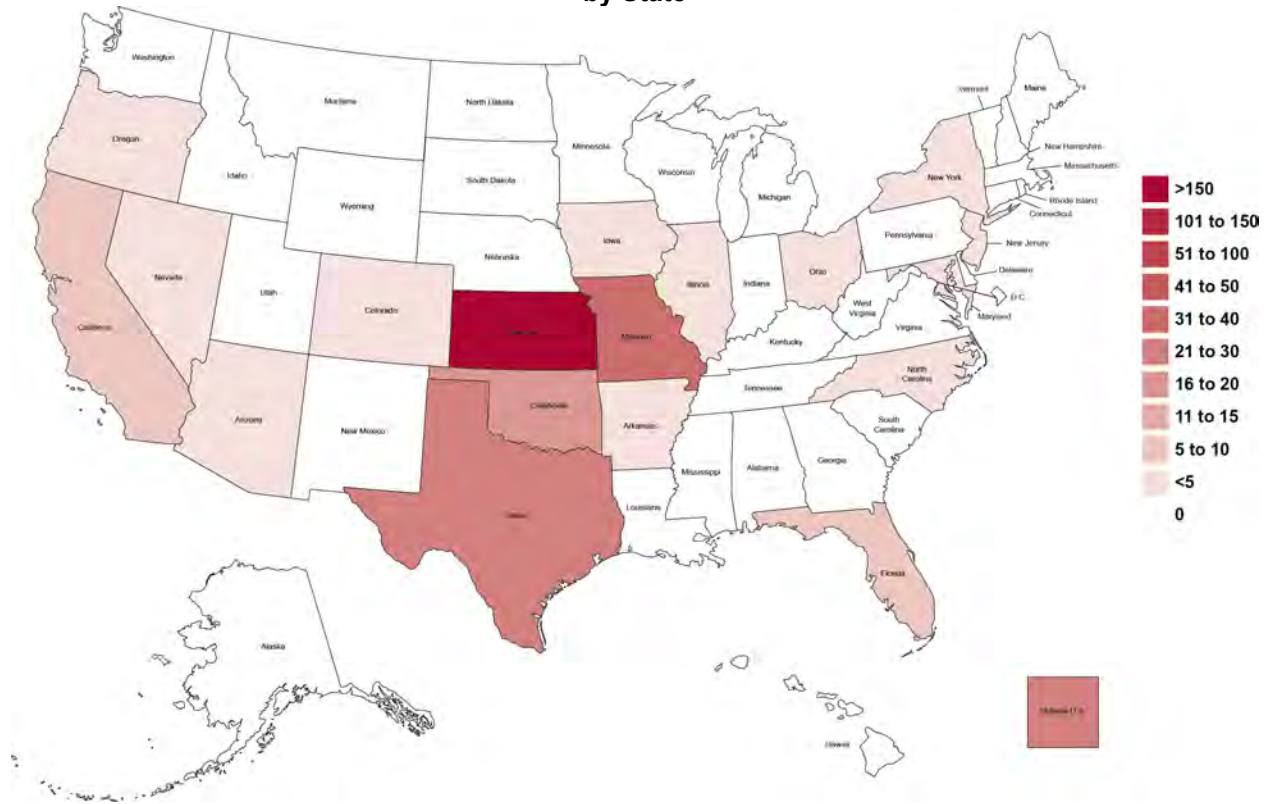 by State
Washington
Montana
North Dakota
Minnesota
Vermont
Maine
Oregon
Idaho
Wyoming
South Dakota
Wisconsin
Michigan
New York
New Hampshire
Massachusetts
Rhode Island
Connecticut
Nevada
Utah
Colorado
Nebraska
Iowa
Illinois
Indiana
Ohio
Pennsylvania
New Jersey
Delaware
D.C.
Maryland
West
Virginia
Virginia
California
Missouri
Kentucky
North
Carolina
Tennessee
Arizona
New Mexico
Oklahoma
Arkansas
South
Carolina
Mississippi
Alabama
Georgia
Texas
Louisiana
Florida
Alaska
Hawaii
Outside U.S.
>150
101 to 150
51 to 100
41 to 50
31 to 40
21 to 30
16 to 20
11 to 15
5 to 10
<5
0